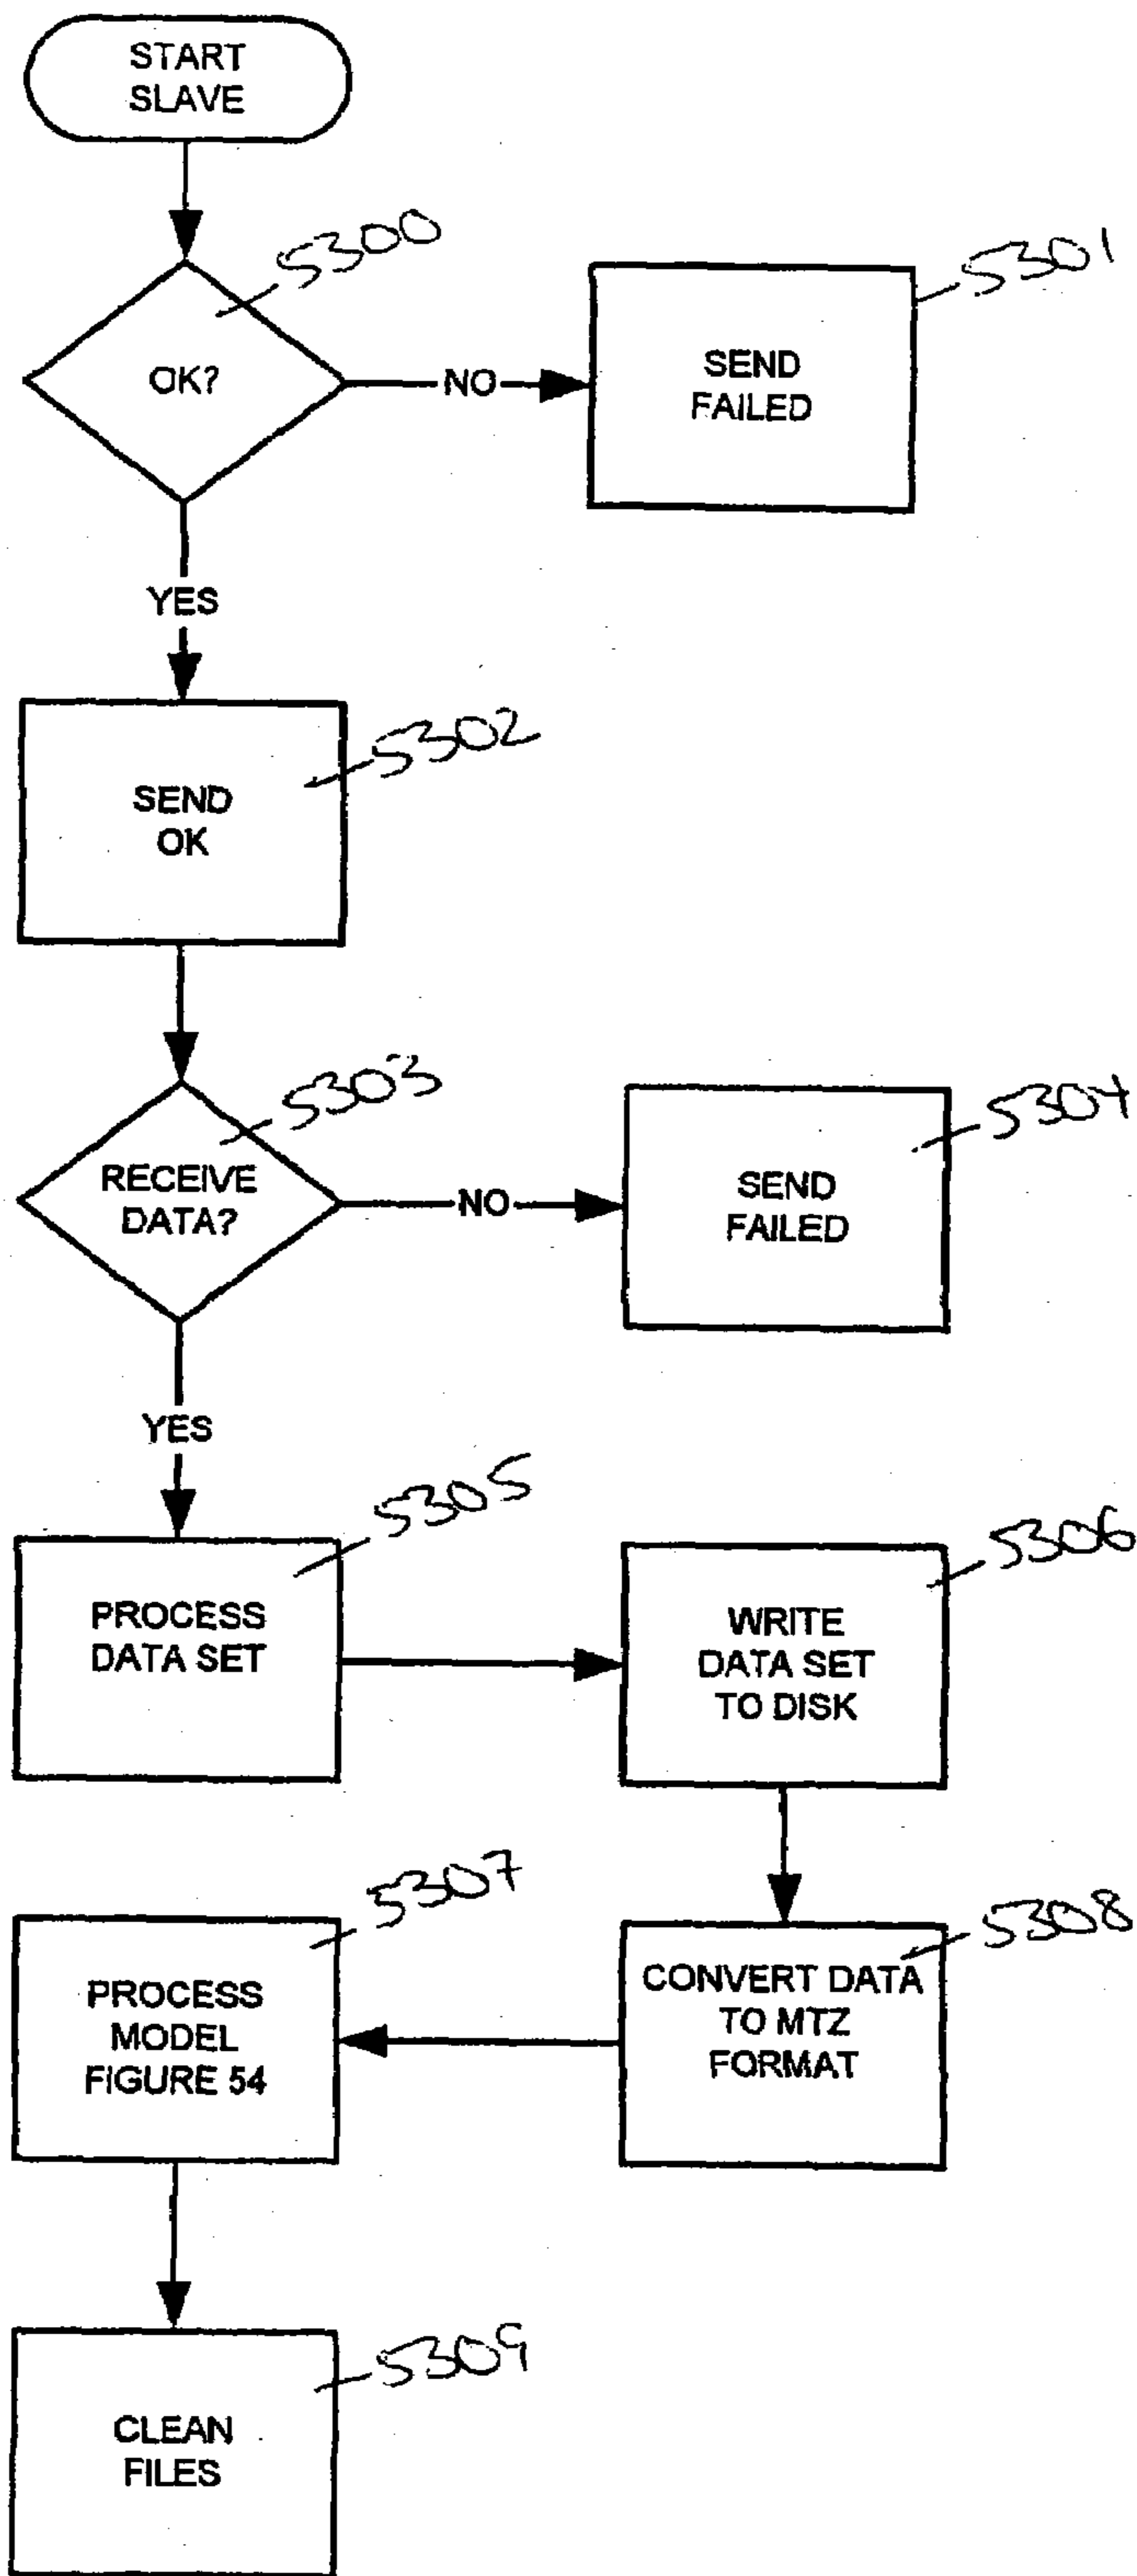 START
SLAVE
5300
OK?
NO
5301
SEND
FAILED
YES
5302
SEND
OK
5303
RECEIVE
DATA?
NO
5304
SEND
FAILED
YES
5305
PROCESS
DATA SET
5306
WRITE
DATA SET
TO DISK
5307
PROCESS
MODEL
FIGURE 54
5308
CONVERT DATA
TO MTZ
FORMAT
5309
CLEAN
FILES